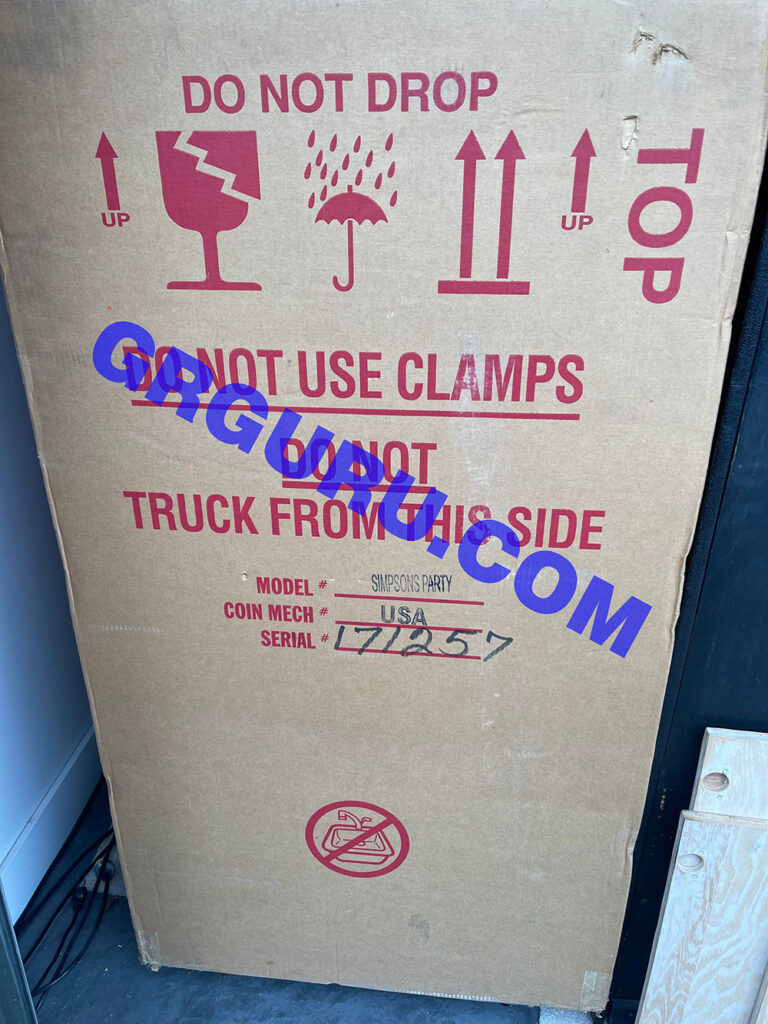 DO NOT DROP
UP
UP
TOP
DO NOT USE CLAMPS
DO NOT
TRUCK FROM THIS SIDE
GRGURU.COM
MODEL # SIMPSONS PARTY
COIN MECH # USA
SERIAL # 171257